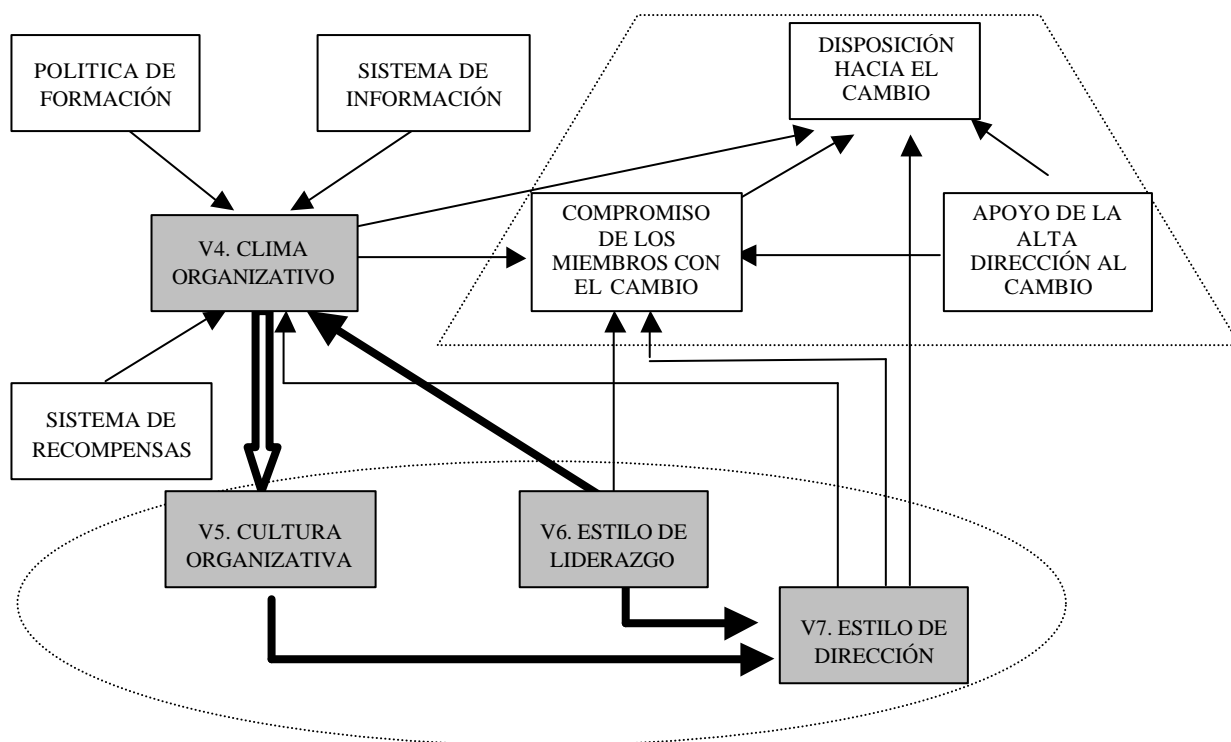 POLITICA DE
FORMACIÓN
SISTEMA DE
INFORMACIÓN
DISPOSICIÓN
HACIA EL
CAMBIO
V4. CLIMA
ORGANIZATIVO
COMPROMISO
DE LOS
MIEMBROS CON
EL CAMBIO
APOYO DE LA
ALTA
DIRECCIÓN AL
CAMBIO
SISTEMA DE
RECOMPENSAS
V5. CULTURA
ORGANIZATIVA
V6. ESTILO DE
LIDERAZGO
V7. ESTILO DE
DIRECCIÓN